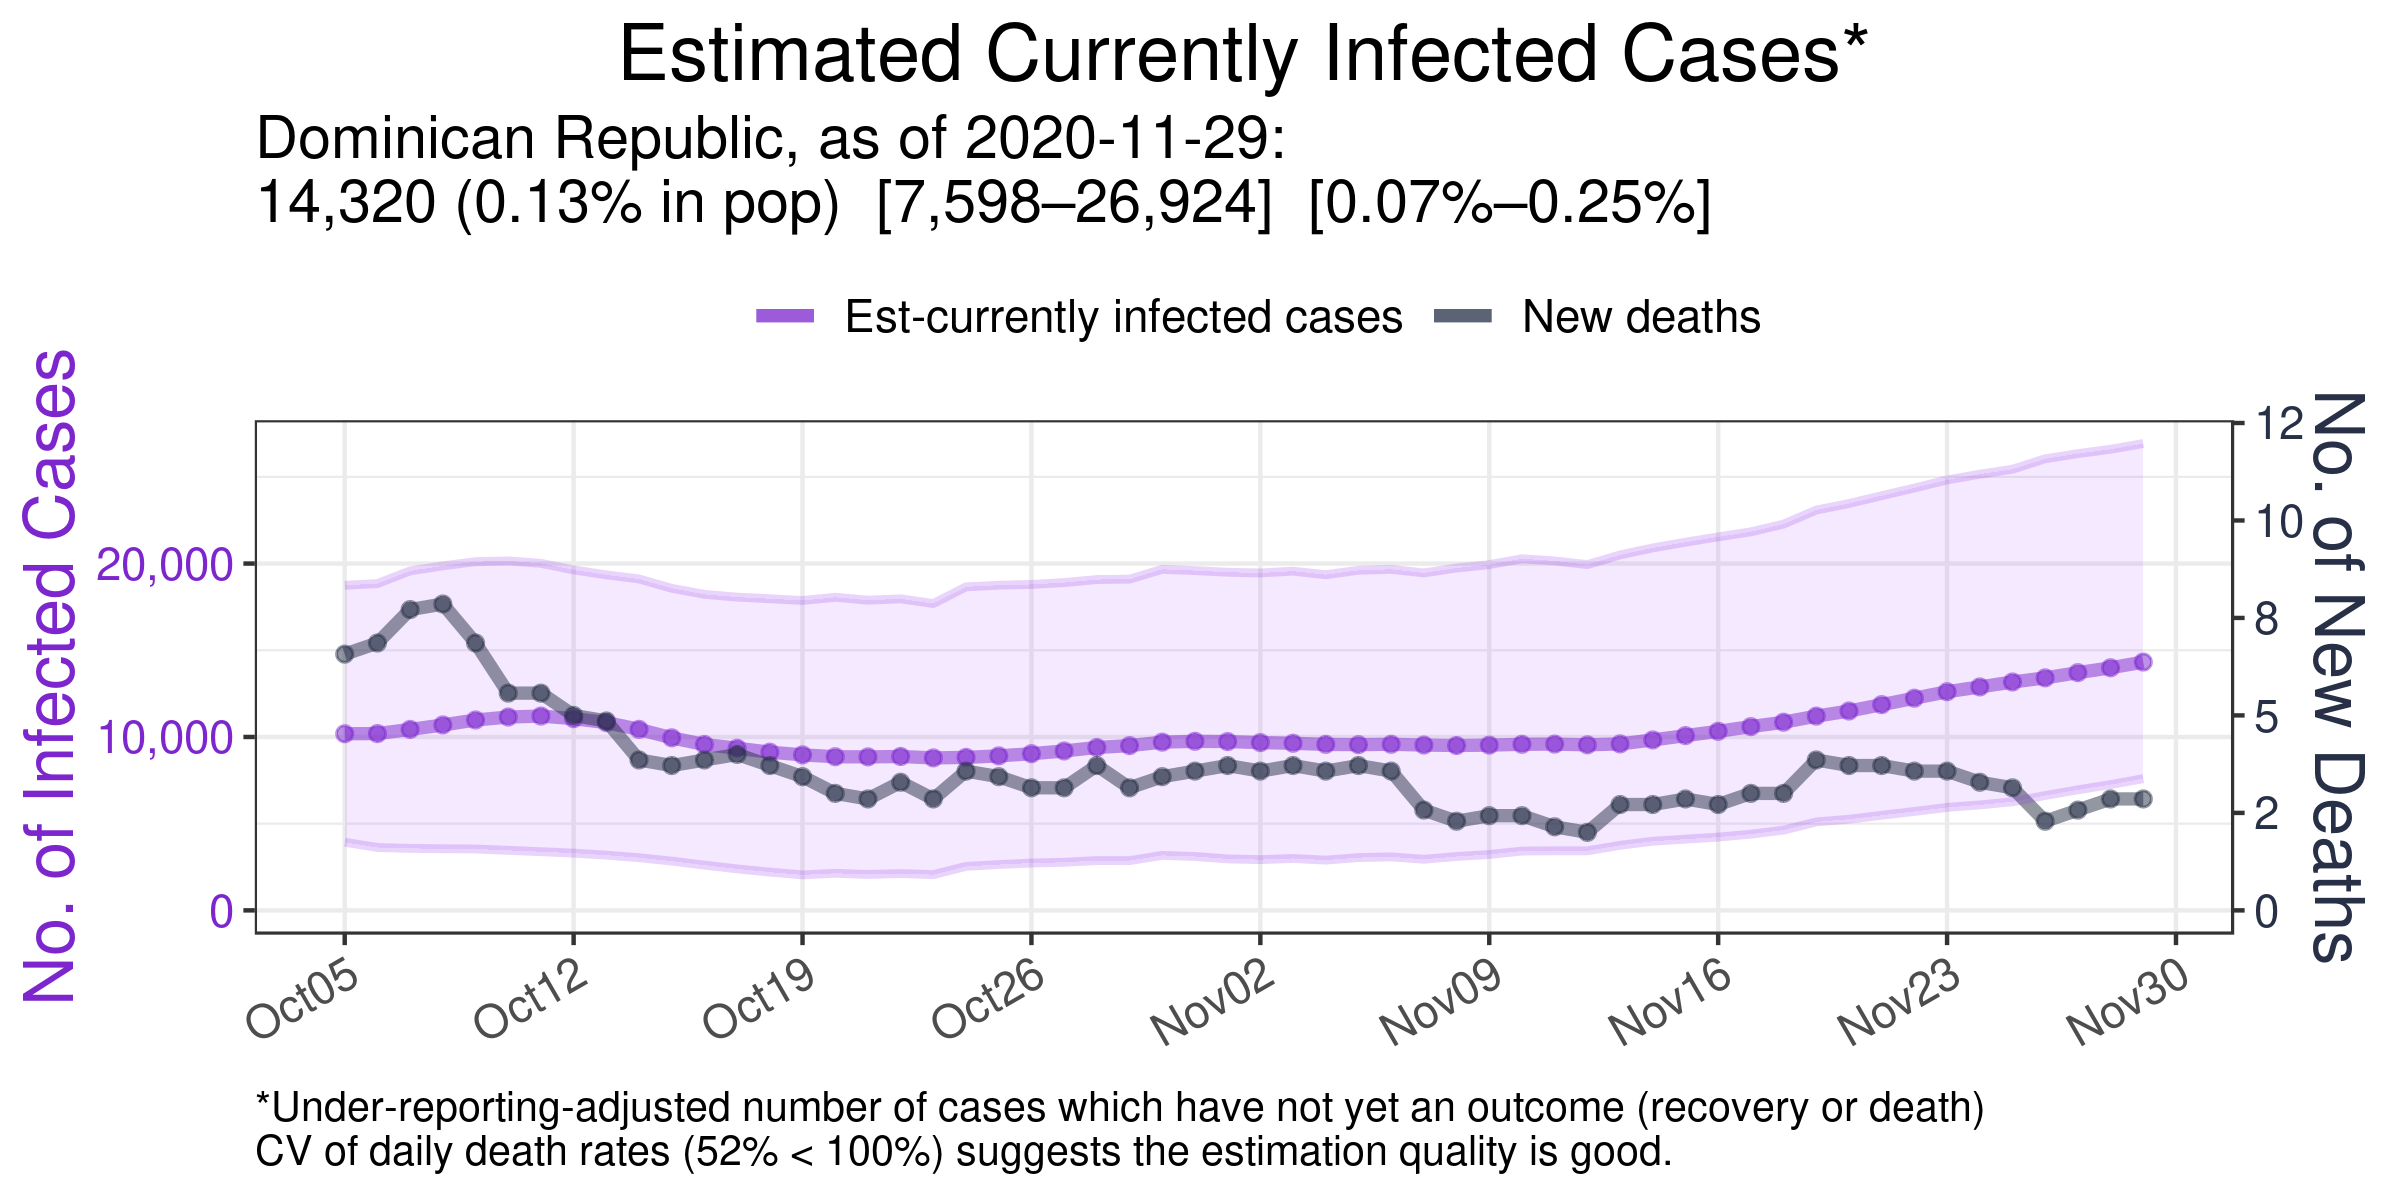 Estimated Currently Infected Cases*
Dominican Republic, as of 2020-11-29:
14,320 (0.13% in pop)  [7,598–26,924]  [0.07%–0.25%]
Est-currently infected cases
New deaths
No. of Infected Cases
20,000
10,000
0
12
10
8
5
2
0
No. of New Deaths
Oct05
Oct12
Oct19
Oct26
Nov02
Nov09
Nov16
Nov23
Nov30
*Under-reporting-adjusted number of cases which have not yet an outcome (recovery or death)
CV of daily death rates (52% < 100%) suggests the estimation quality is good.